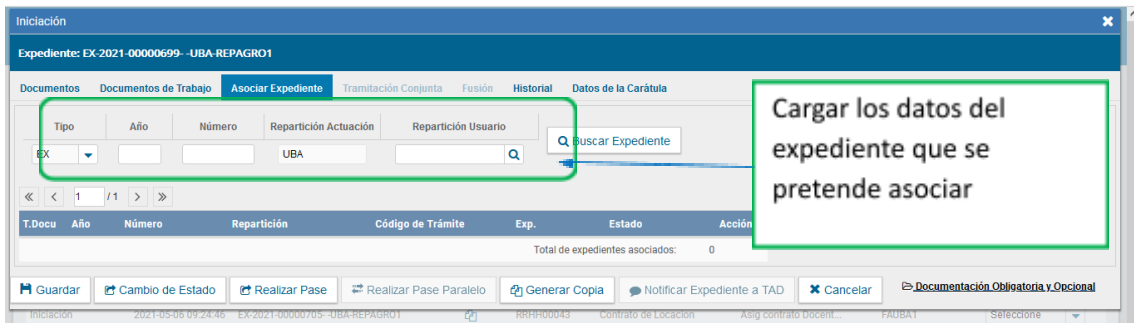 Iniciación
Expediente: EX-2021-00000699- -UBA-REPAGRO1
Documentos Documentos de Trabajo Asociar Expediente Tramitación Conjunta Fusión Historial Datos de la Carátula
Tipo Año Número Repartición Actuación Repartición Usuario
EX UBA Buscar Expediente
Cargar los datos del
expediente que se
pretende asociar
1 / 1
T.Docu Año Número Repartición Código de Trámite Exp. Estado Acción
Total de expedientes asociados: 0
Guardar Cambio de Estado Realizar Pase Realizar Pase Paralelo Generar Copia Notificar Expediente a TAD Cancelar Documentación Obligatoria y Opcional
Iniciación 2021-05-06 09:24:46 EX-2021-00000705- -UBA-REPAGRO1 RRHH00043 Contrato de Locacion Asig contrato Docent... FAUBA1 Seleccione